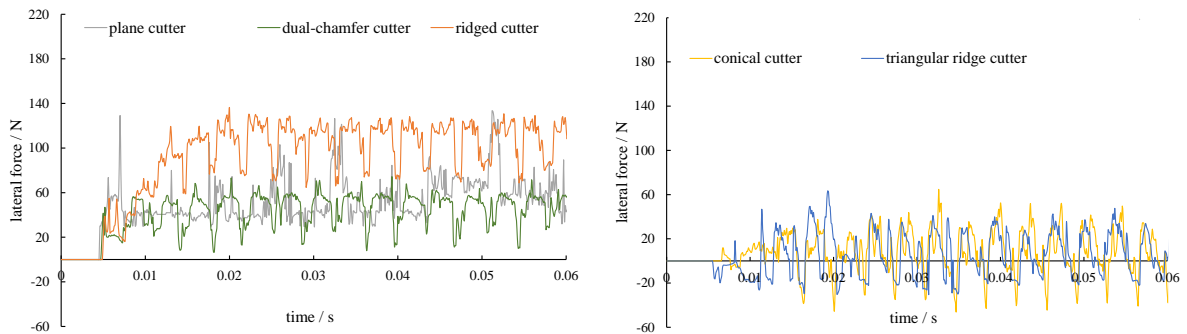 220
180
140
100
60
20
-20
-60
lateral force / N
plane cutter dual-chamfer cutter ridged cutter
0 0.01 0.02 0.03 0.04 0.05 0.06
time / s
220
180
140
100
60
20
-20
-60
lateral force / N
conical cutter triangular ridge cutter
0 0.01 0.02 0.03 0.04 0.05 0.06
time / s